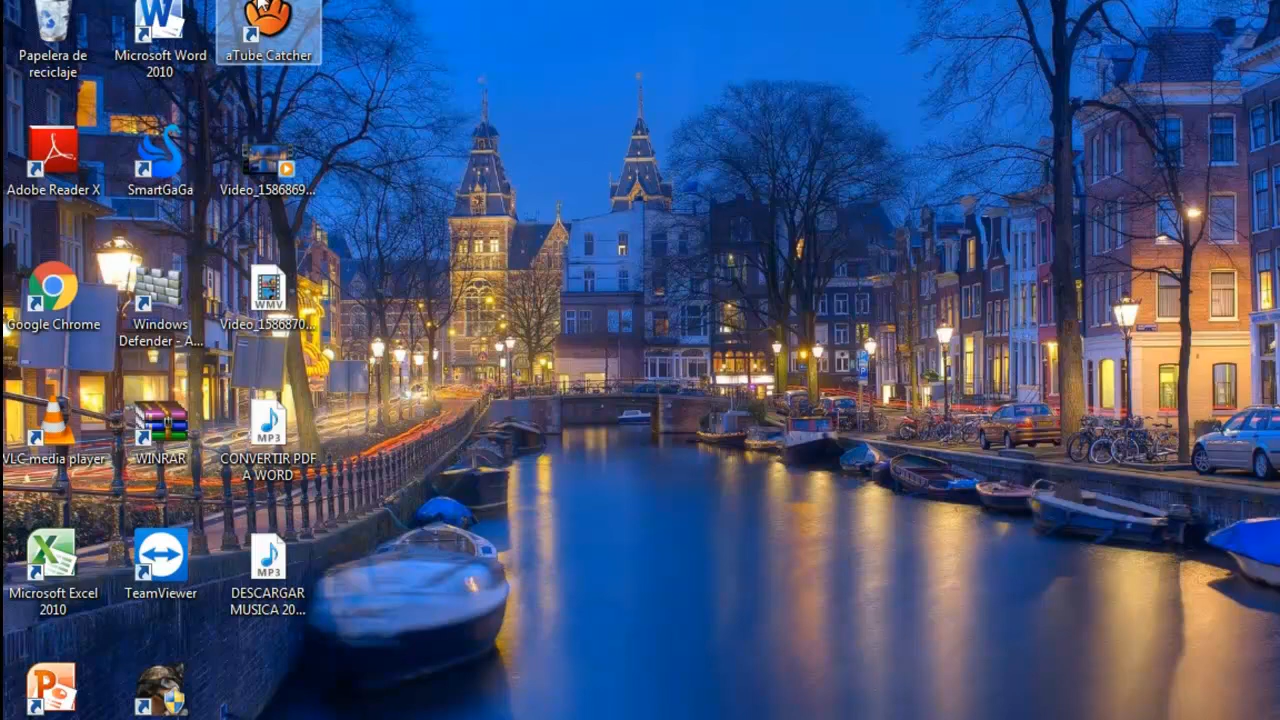 Papelera de
reciclaje
Microsoft Word
2010
aTube Catcher
Adobe Reader X
SmartGaGa
Video_1586869...
Google Chrome
Windows
Defender - A...
WMV
Video_1586870...
VLC media player
WINRAR
MP3
CONVERTIR PDF
A WORD
Microsoft Excel
2010
TeamViewer
MP3
DESCARGAR
MUSICA 20...